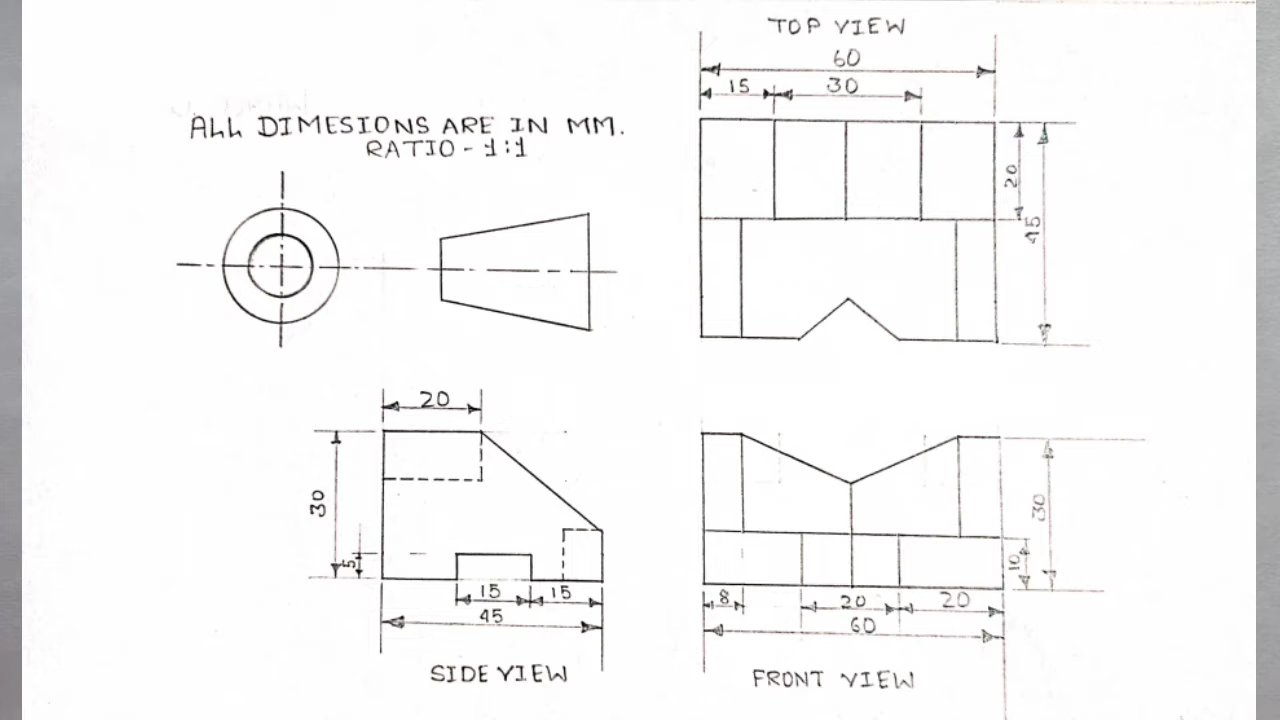 TOP VIEW
60
15 30
ALL DIMESIONS ARE IN MM.
RATIO - 1:1
20
45
20
30
5
15 15
45
SIDE VIEW
30
10
8 20 20
60
FRONT VIEW